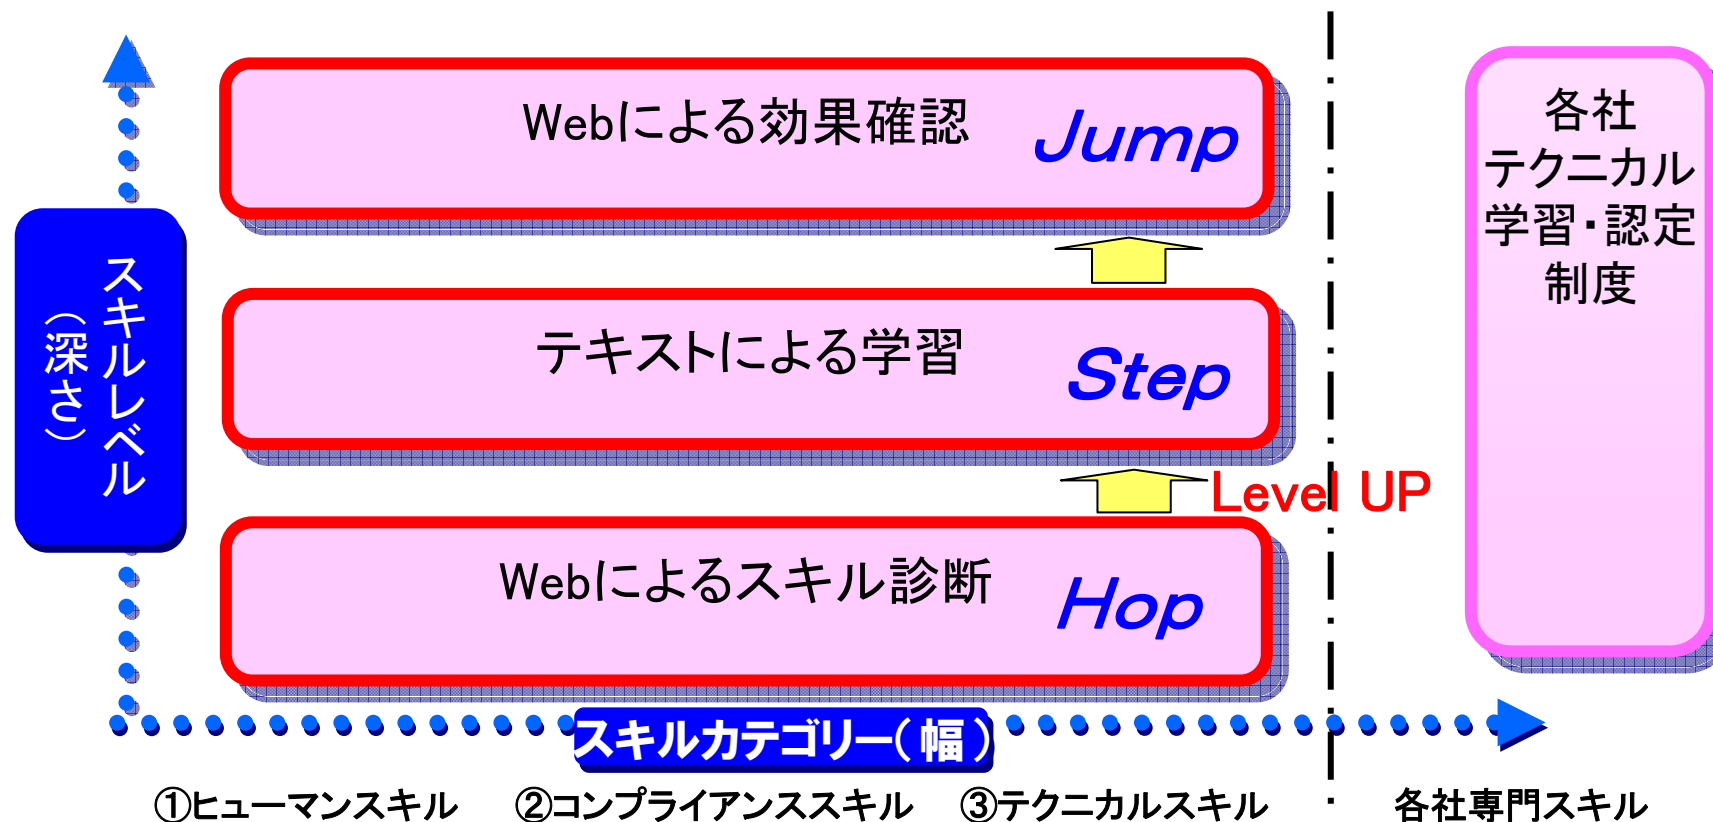 Webによる効果確認
Jump
テキストによる学習
Step
Level UP
Webによるスキル診断
Hop
スキルレベル
（深さ）
スキルカテゴリー（幅）
①ヒューマンスキル
②コンプライアンススキル
③テクニカルスキル
各社専門スキル
各社
テクニカル
学習・認定
制度